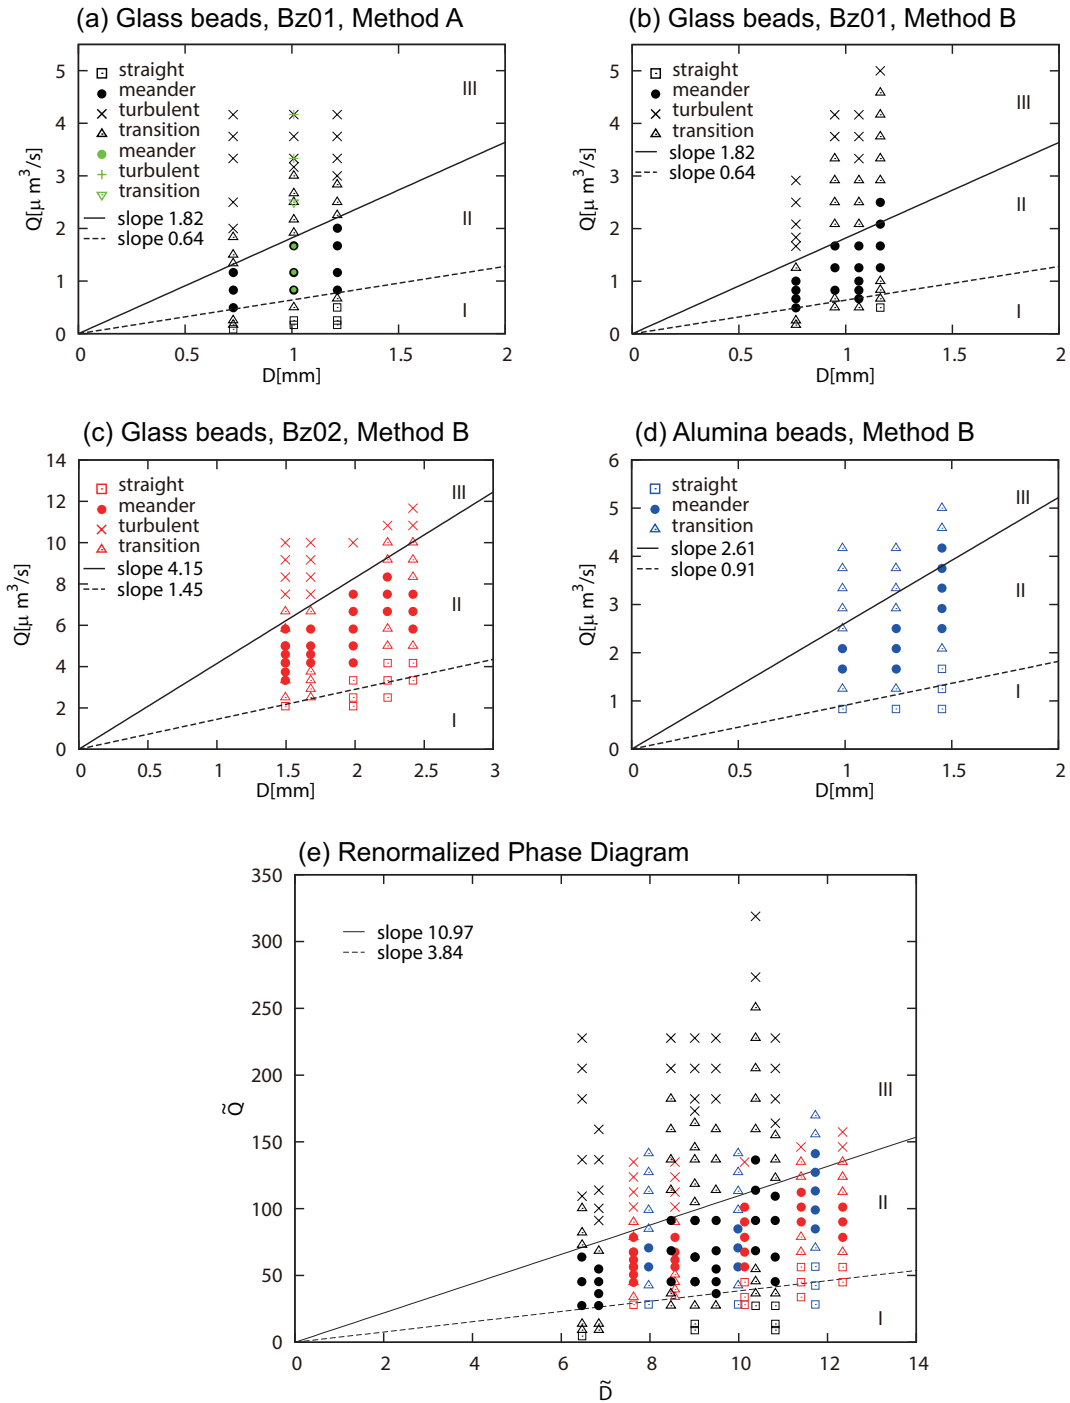 (a) Glass beads, Bz01, Method A
5
4
3
2
1
0
Q[μ m³/s]
straight
meander
turbulent
transition
meander
turbulent
transition
slope 1.82
slope 0.64
III
II
I
0 0.5 1 1.5 2
D[mm]
(b) Glass beads, Bz01, Method B
5
4
3
2
1
0
Q[μ m³/s]
straight
meander
turbulent
transition
slope 1.82
slope 0.64
III
II
I
0 0.5 1 1.5 2
D[mm]
(c) Glass beads, Bz02, Method B
14
12
10
8
6
4
2
0
Q[μ m³/s]
straight
meander
turbulent
transition
slope 4.15
slope 1.45
III
II
I
0 0.5 1 1.5 2 2.5 3
D[mm]
(d) Alumina beads, Method B
6
5
4
3
2
1
0
Q[μ m³/s]
straight
meander
transition
slope 2.61
slope 0.91
III
II
I
0 0.5 1 1.5 2
D[mm]
(e) Renormalized Phase Diagram
350
300
250
200
150
100
50
0
Q̃
slope 10.97
slope 3.84
III
II
I
0 2 4 6 8 10 12 14
D̃